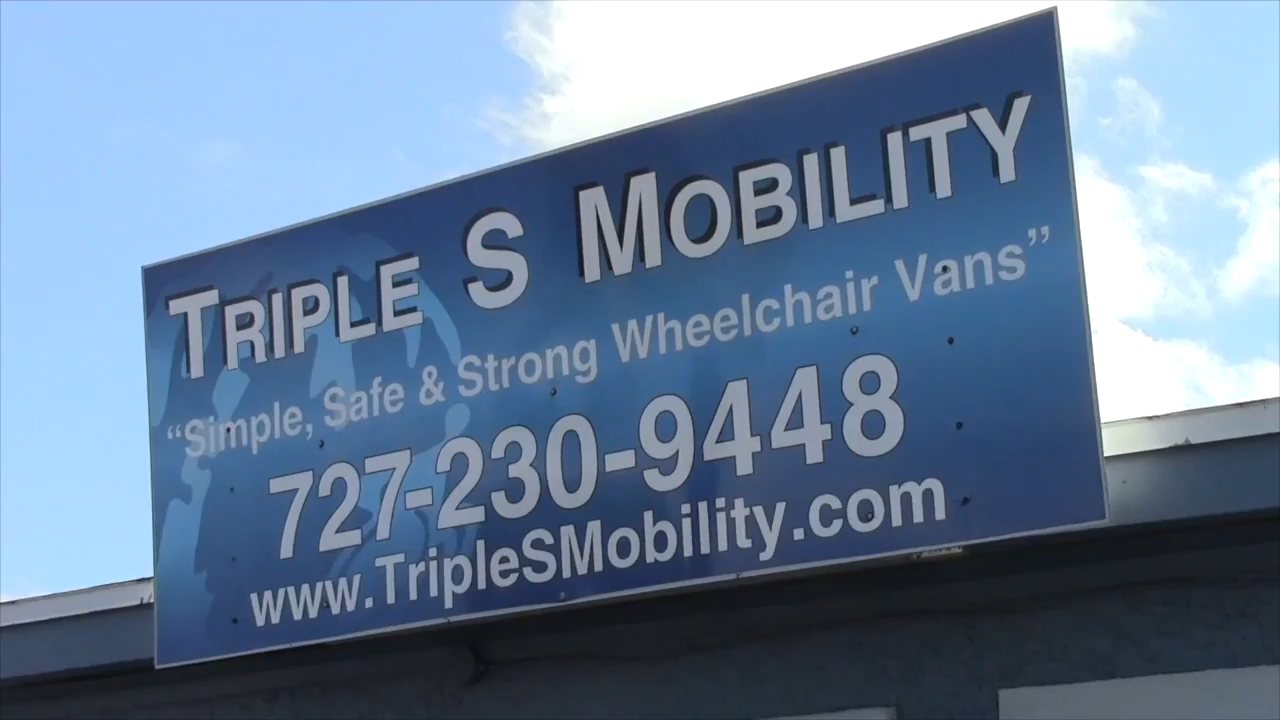 TRIPLE S MOBILITY
“Simple, Safe & Strong Wheelchair Vans”
727-230-9448
www.TripleSMobility.com